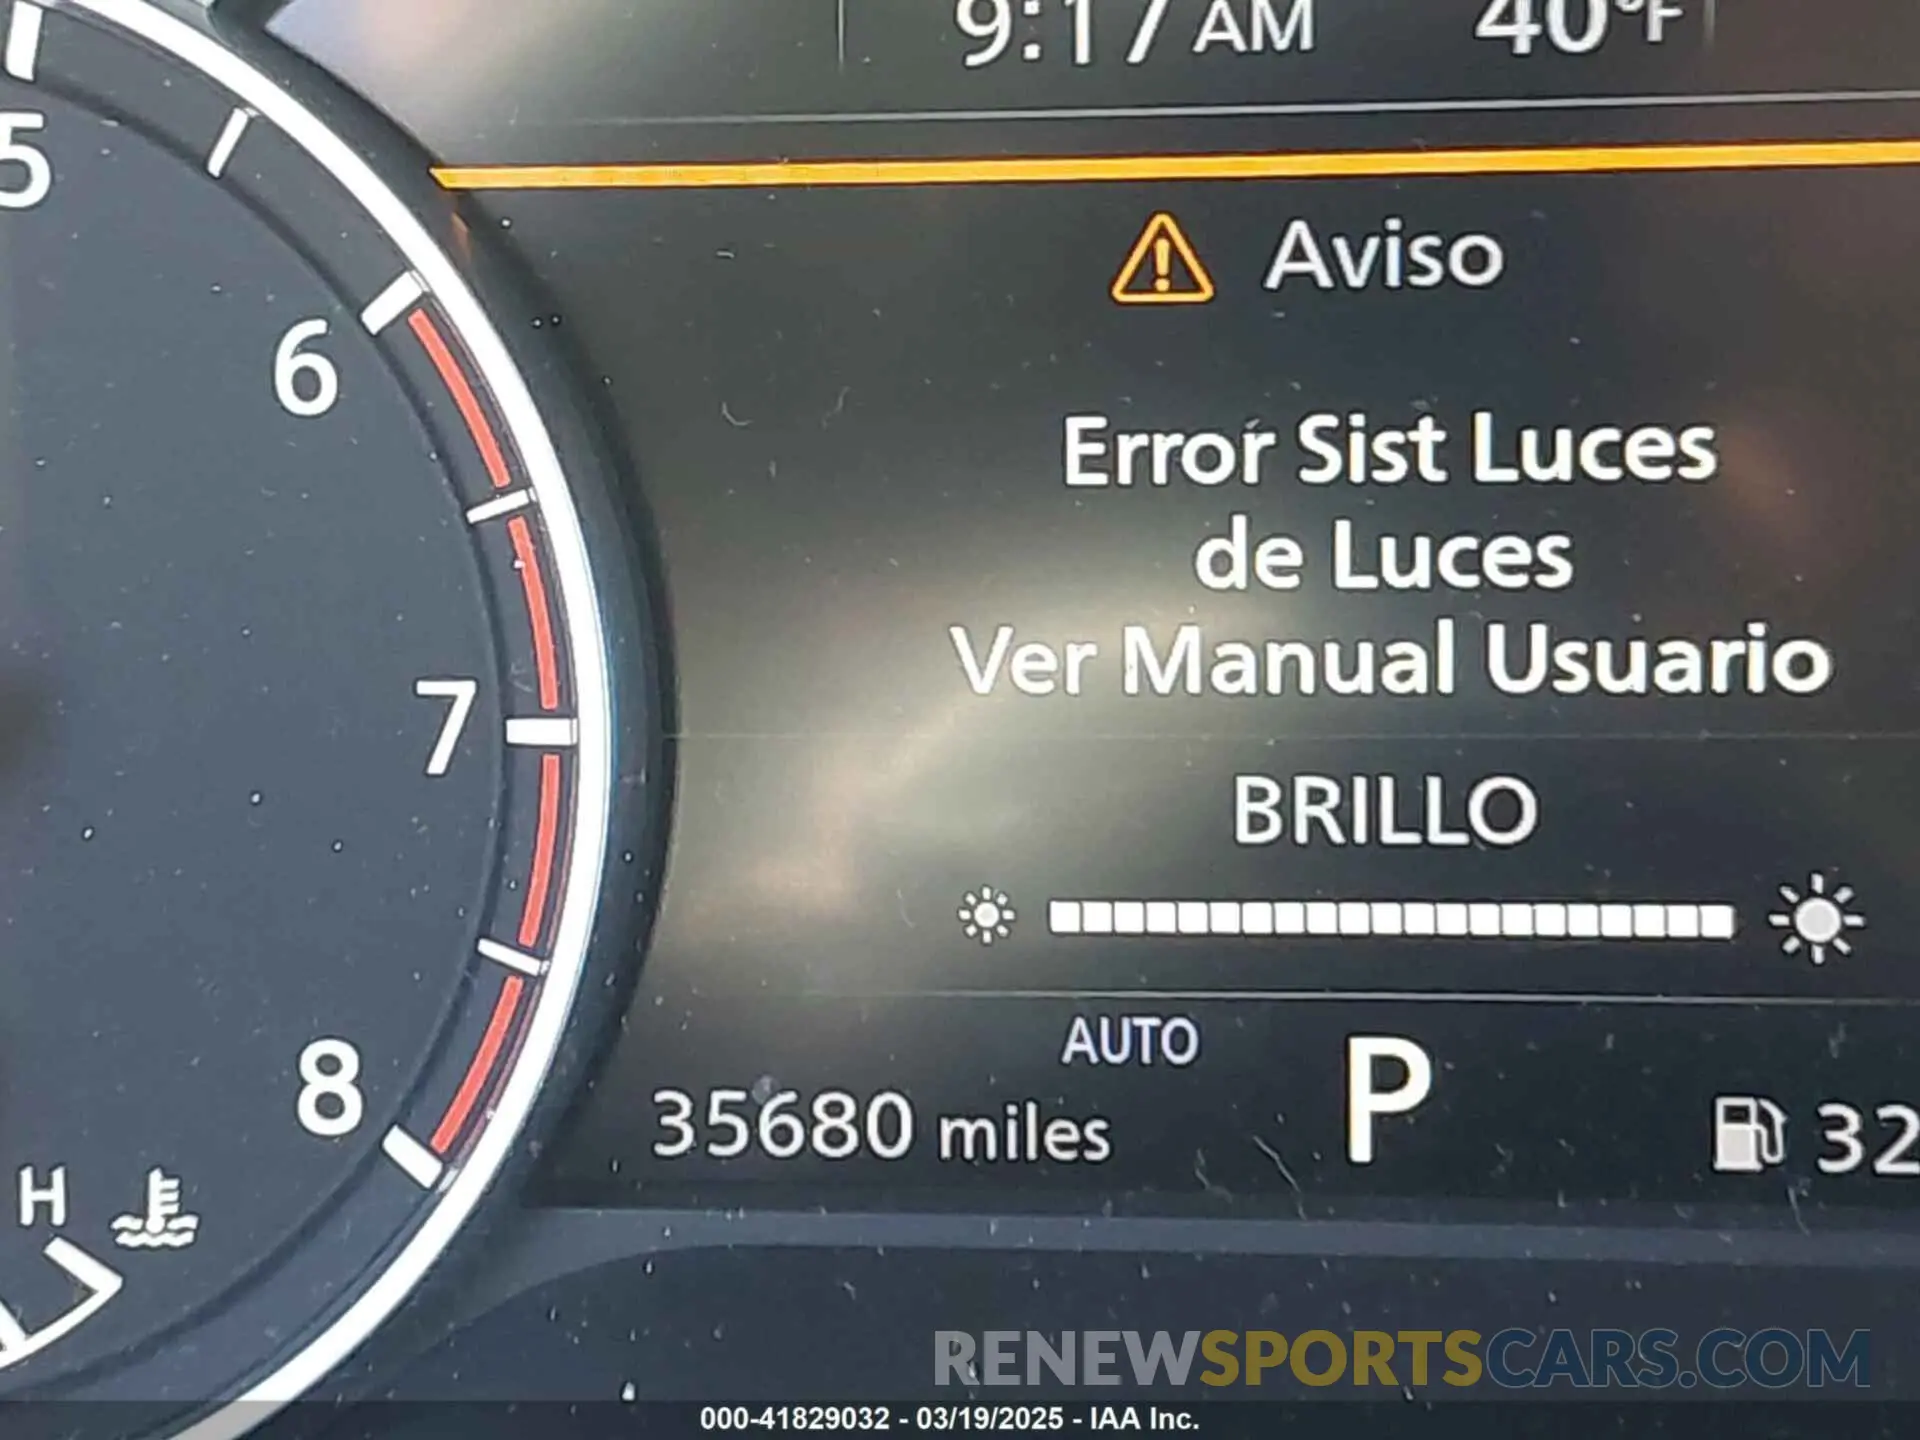 9:17 AM 40°F
5
Aviso
6
Error Sist Luces
de Luces
Ver Manual Usuario
7
BRILLO
8
AUTO
P
35680 miles
32
H
RENEWSPORTSCARS.COM
000-41829032 - 03/19/2025 - IAA Inc.